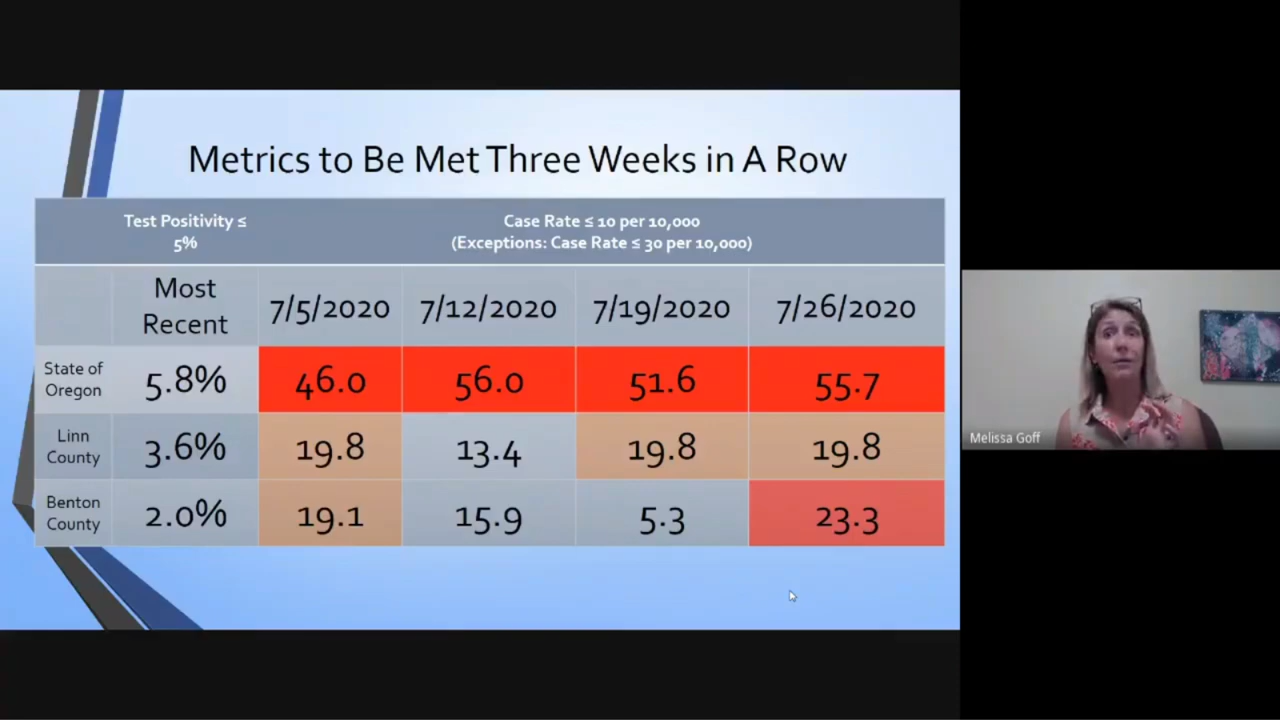 Metrics to Be Met Three Weeks in A Row
Test Positivity ≤
5%
Case Rate ≤ 10 per 10,000
(Exceptions: Case Rate ≤ 30 per 10,000)
Most
Recent
7/5/2020
7/12/2020
7/19/2020
7/26/2020
State of
Oregon
5.8%
46.0
56.0
51.6
55.7
Linn
County
3.6%
19.8
13.4
19.8
19.8
Benton
County
2.0%
19.1
15.9
5.3
23.3
Melissa Goff